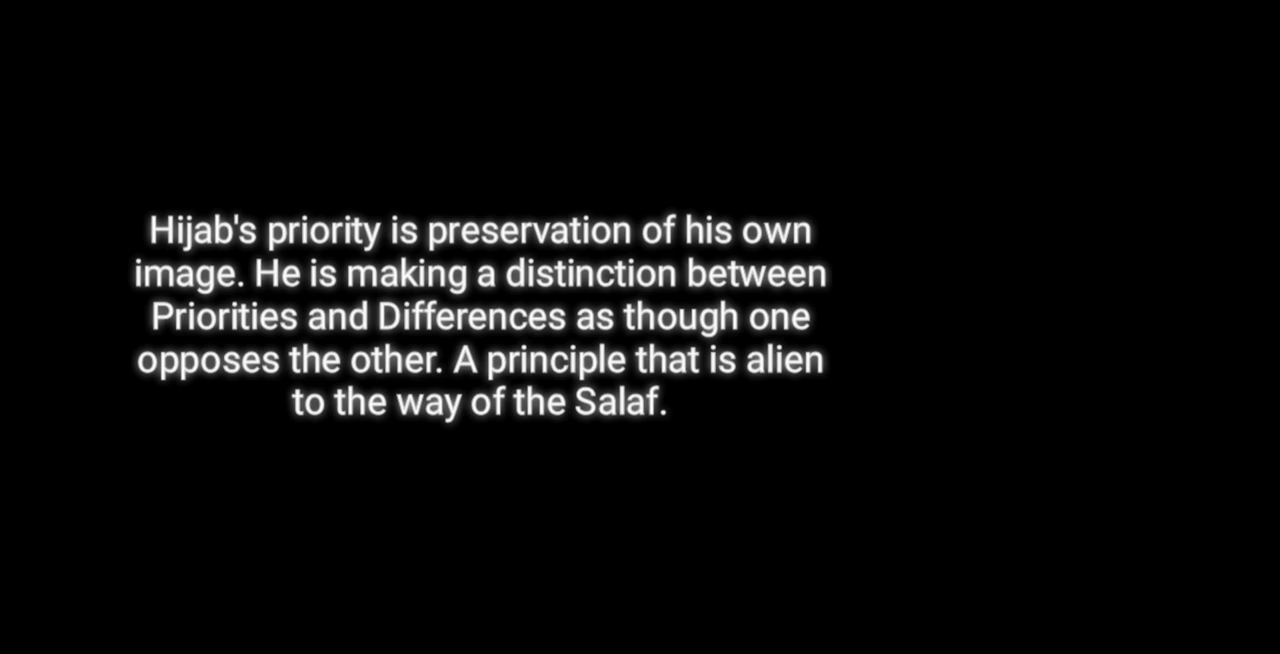 Hijab's priority is preservation of his own
image. He is making a distinction between
Priorities and Differences as though one
opposes the other. A principle that is alien
to the way of the Salaf.